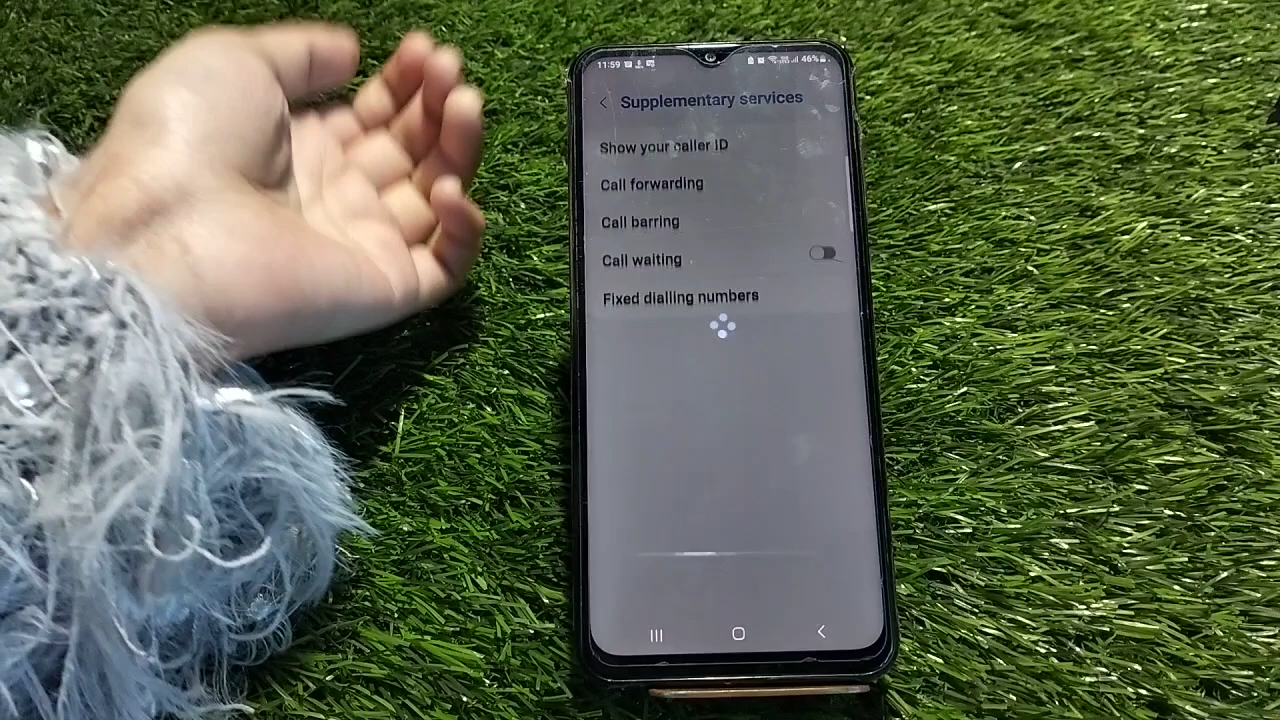 11:59 46%
Supplementary services
Show your caller ID
Call forwarding
Call barring
Call waiting
Fixed dialling numbers